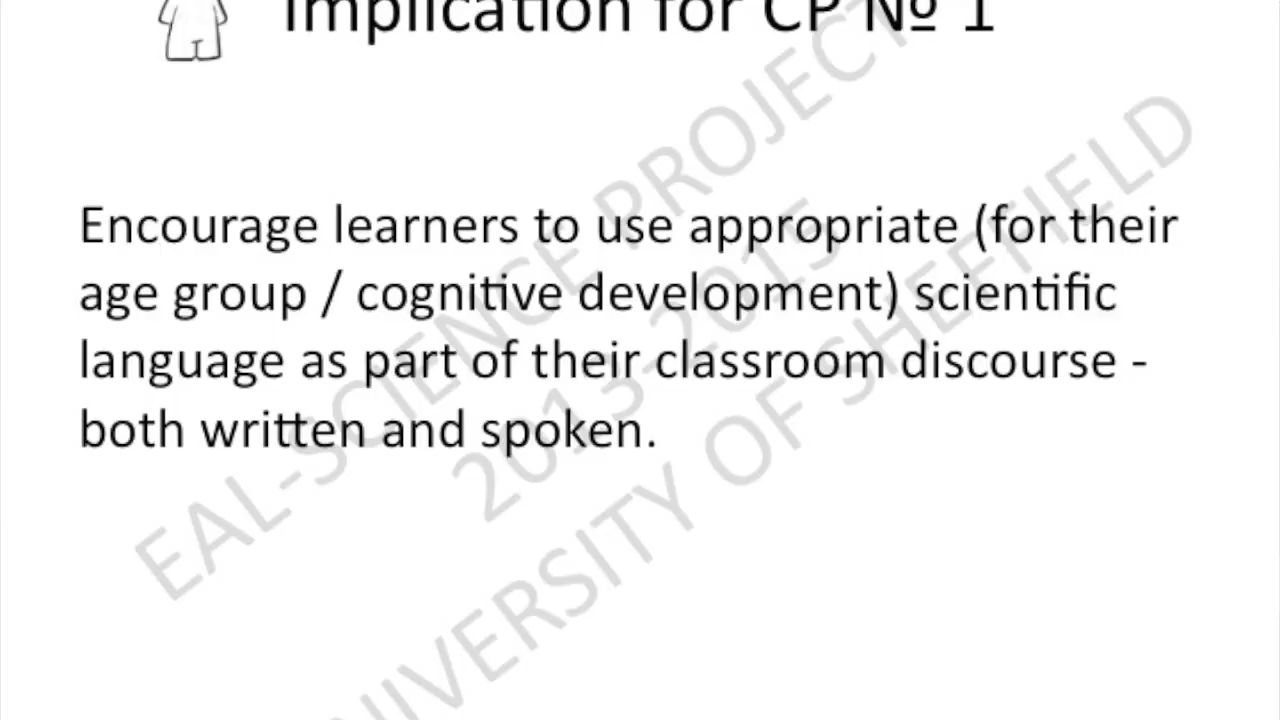 Implication for CP № 1
Encourage learners to use appropriate (for their
age group / cognitive development) scientific
language as part of their classroom discourse -
both written and spoken.
EAL-SCIENCE PROJECT
2013-2015
UNIVERSITY OF SHEFFIELD